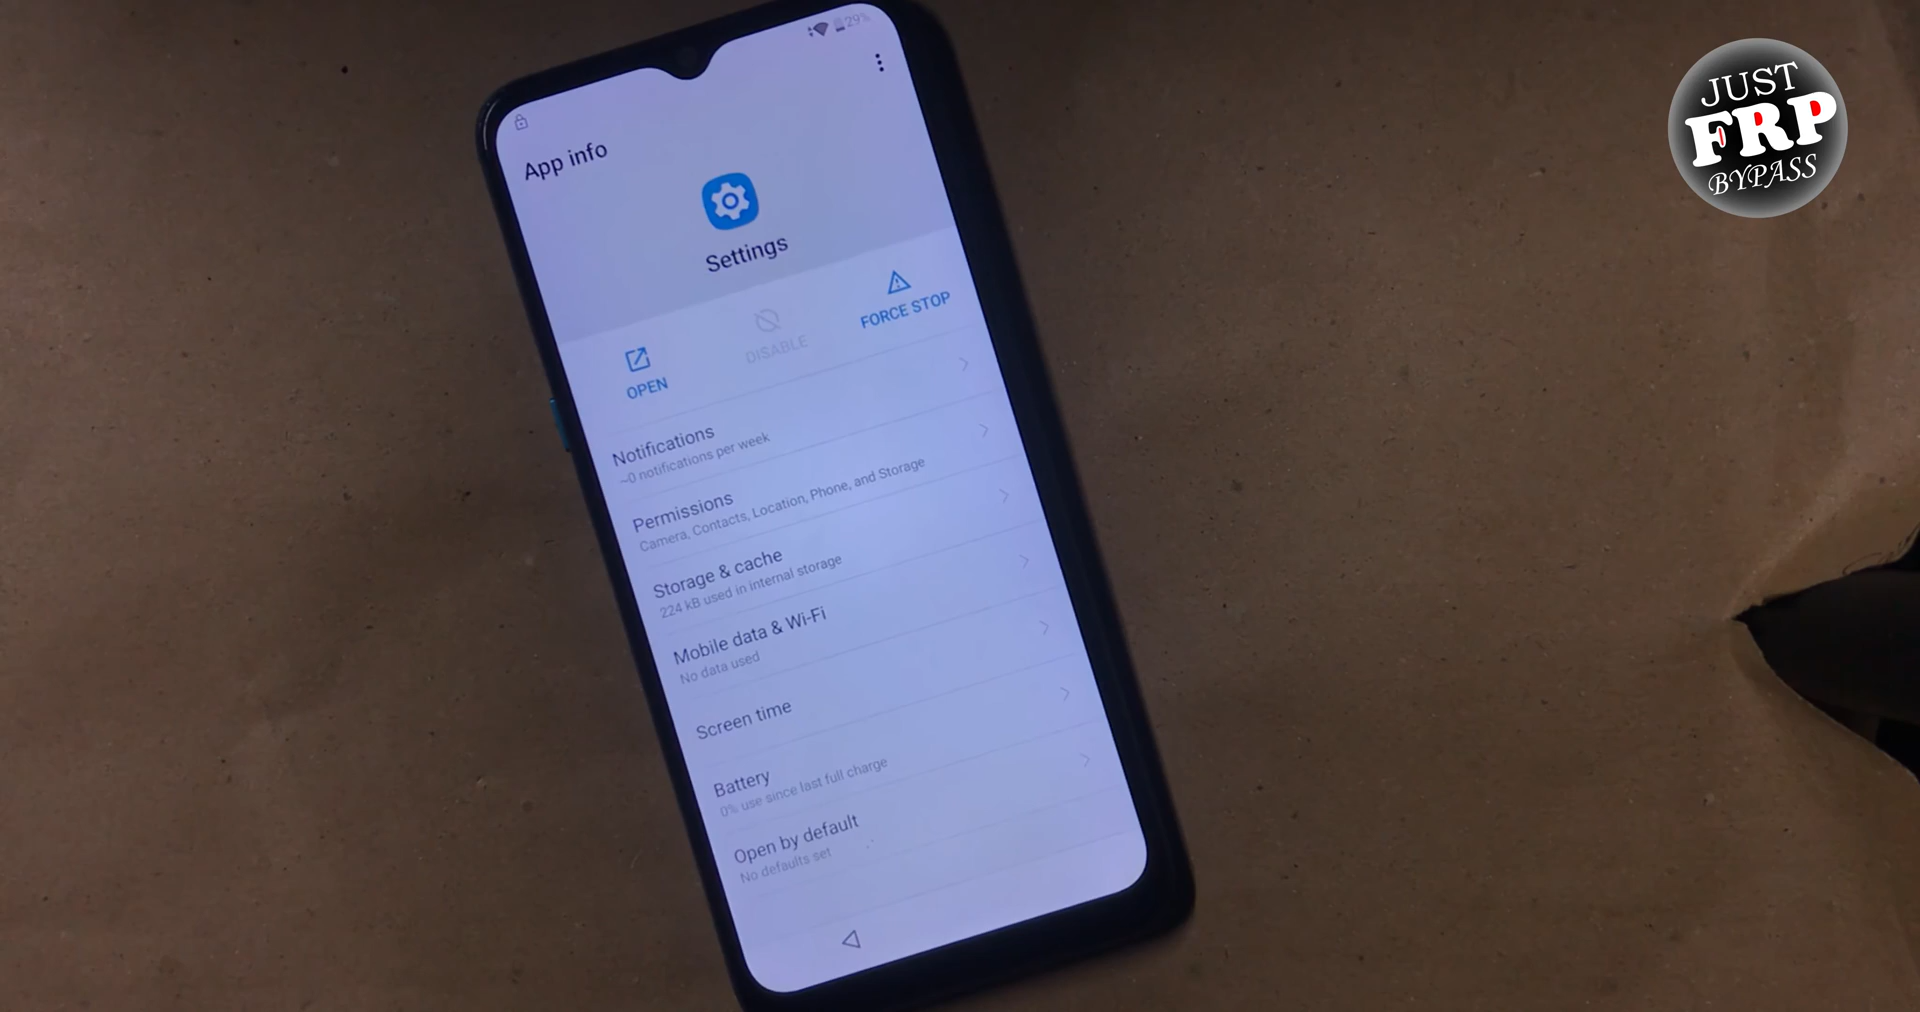 29%
App info
Settings
OPEN
DISABLE
FORCE STOP
Notifications
~0 notifications per week
Permissions
Camera, Contacts, Location, Phone, and Storage
Storage & cache
224 kB used in internal storage
Mobile data & Wi-Fi
No data used
Screen time
Battery
0% use since last full charge
Open by default
No defaults set
JUST
FRP
BYPASS